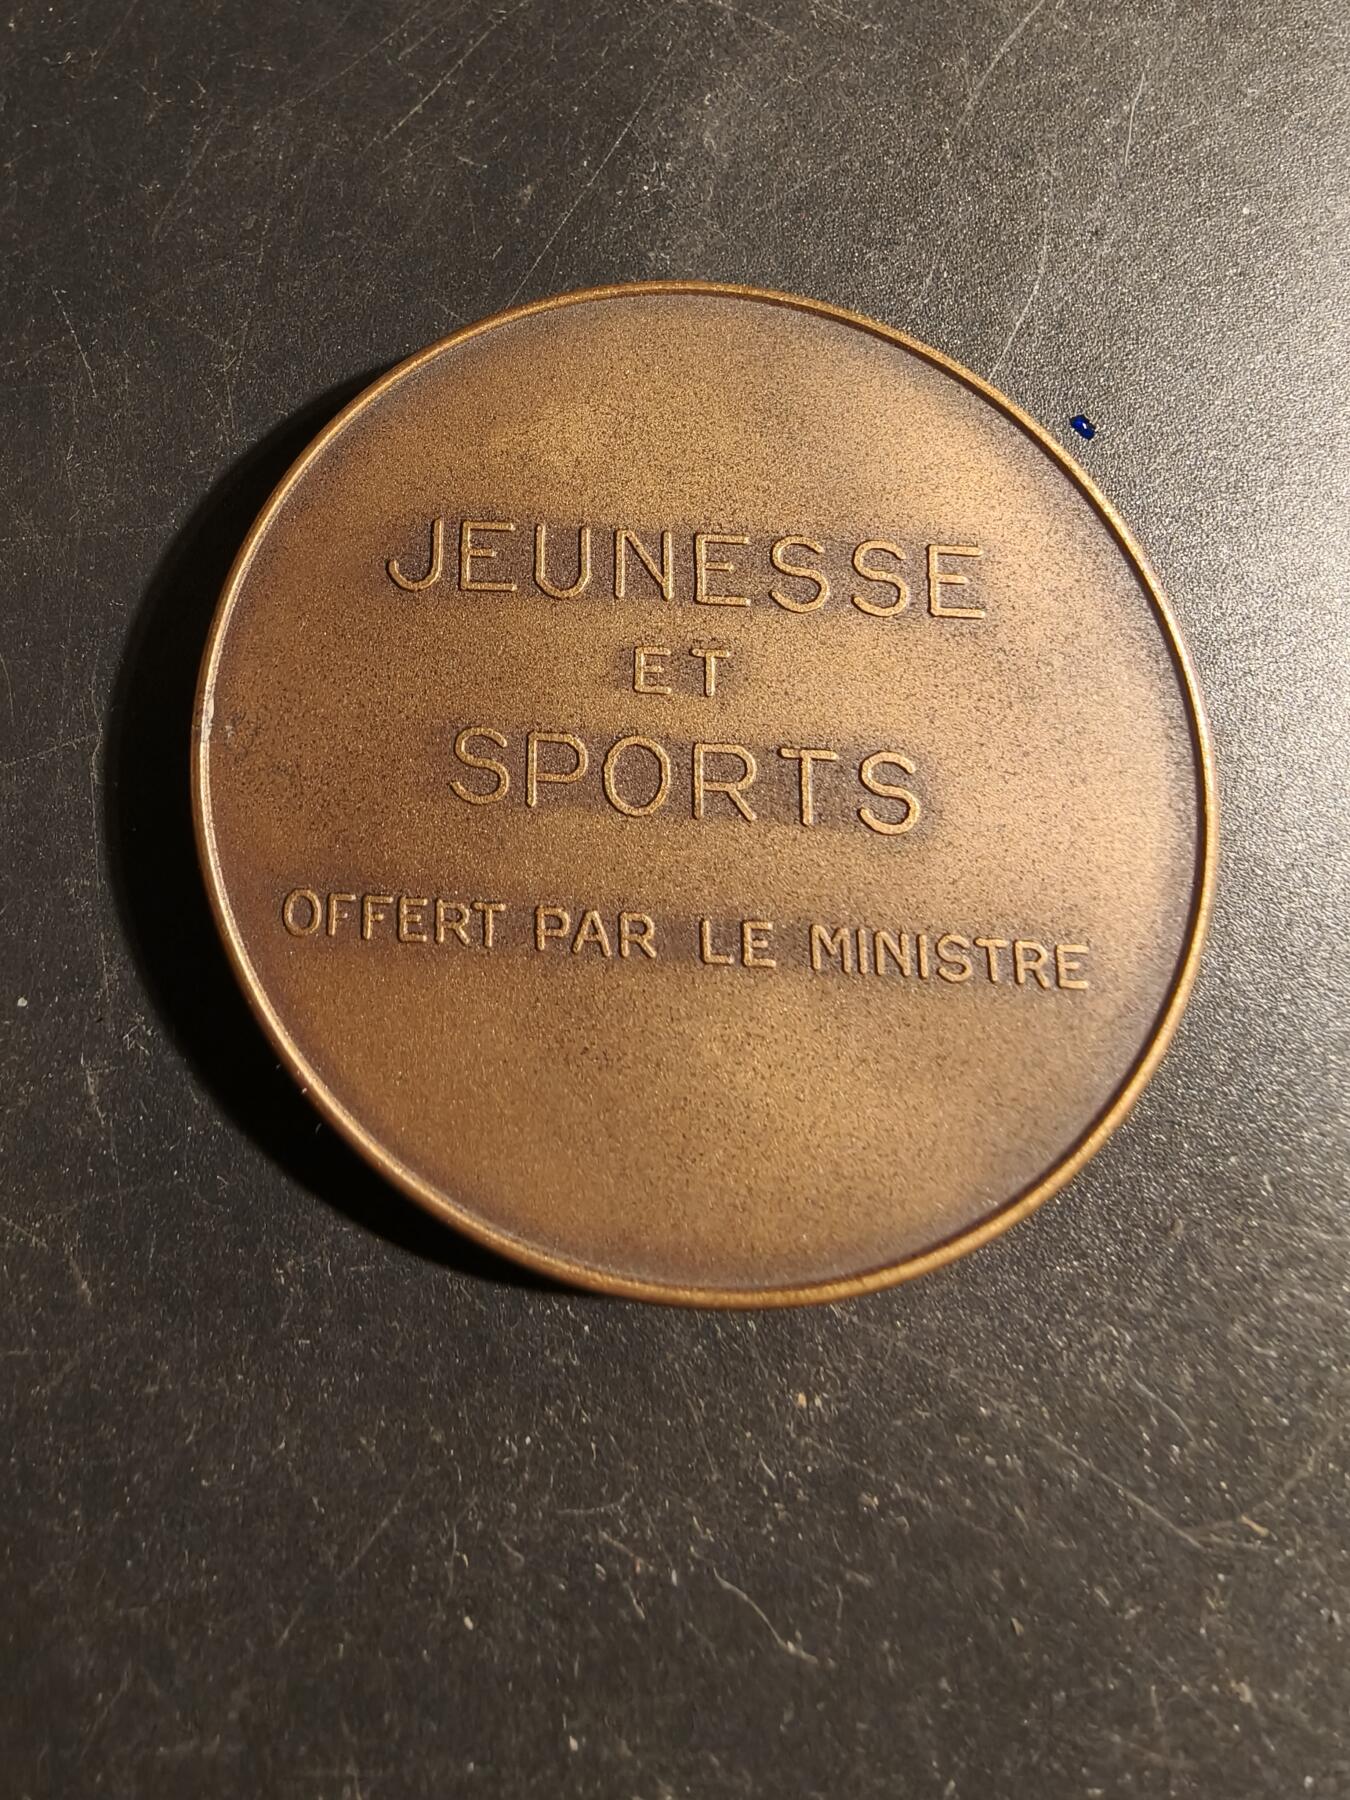 JEUNESSE
ET
SPORTS
OFFERT PAR LE MINISTRE